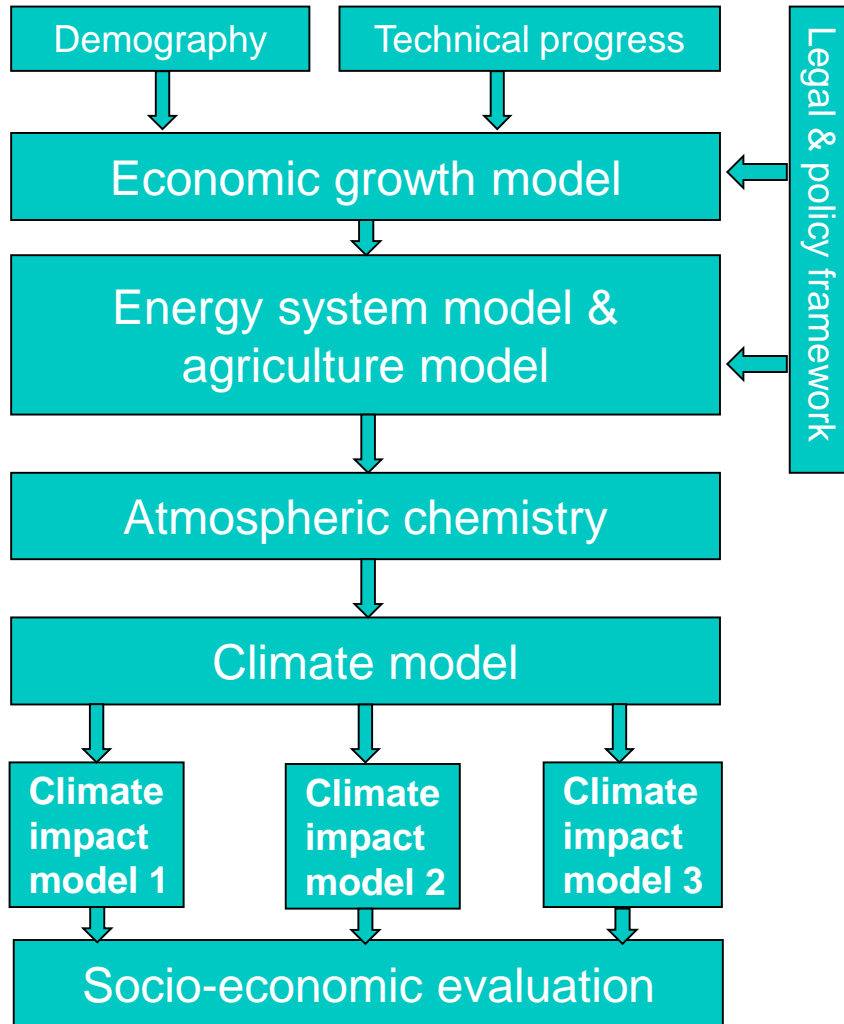 Demography
Technical progress
Legal & policy framework
Economic growth model
Energy system model &
agriculture model
Atmospheric chemistry
Climate model
Climate
impact
model 1
Climate
impact
model 2
Climate
impact
model 3
Socio-economic evaluation